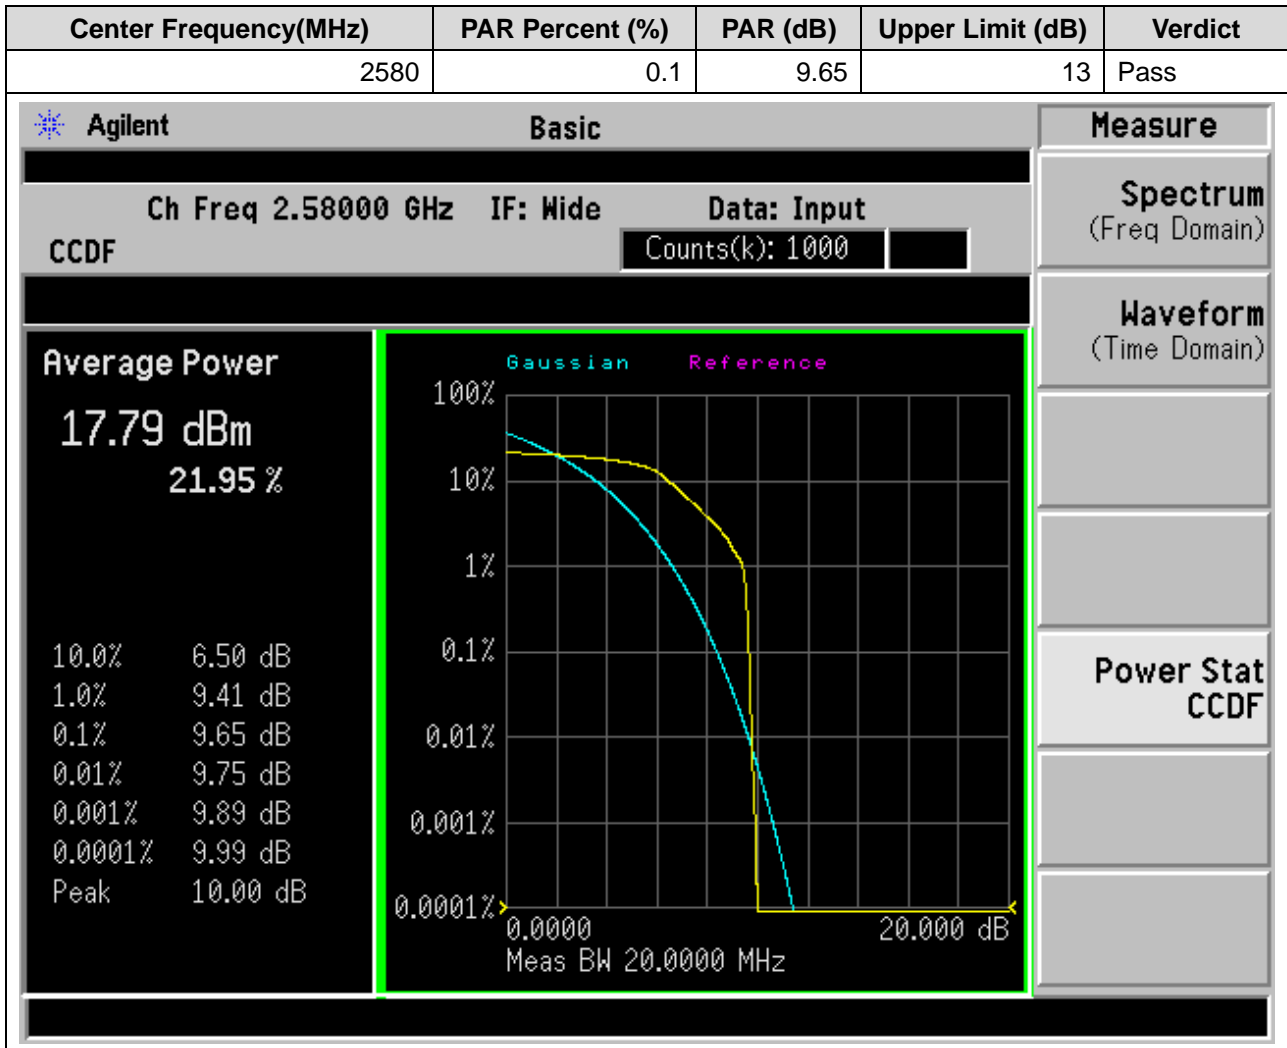 Center Frequency(MHz) PAR Percent (%) PAR (dB) Upper Limit (dB) Verdict
2580 0.1 9.65 13 Pass
Agilent Basic Measure
Ch Freq 2.58000 GHz IF: Wide Data: Input
CCDF Counts(k): 1000
Spectrum
(Freq Domain)
Waveform
(Time Domain)
Power Stat
CCDF
Average Power
17.79 dBm
21.95 %
10.0% 6.50 dB
1.0% 9.41 dB
0.1% 9.65 dB
0.01% 9.75 dB
0.001% 9.89 dB
0.0001% 9.99 dB
Peak 10.00 dB
Gaussian Reference
100%
10%
1%
0.1%
0.01%
0.001%
0.0001%
0.0000 20.000 dB
Meas BW 20.0000 MHz